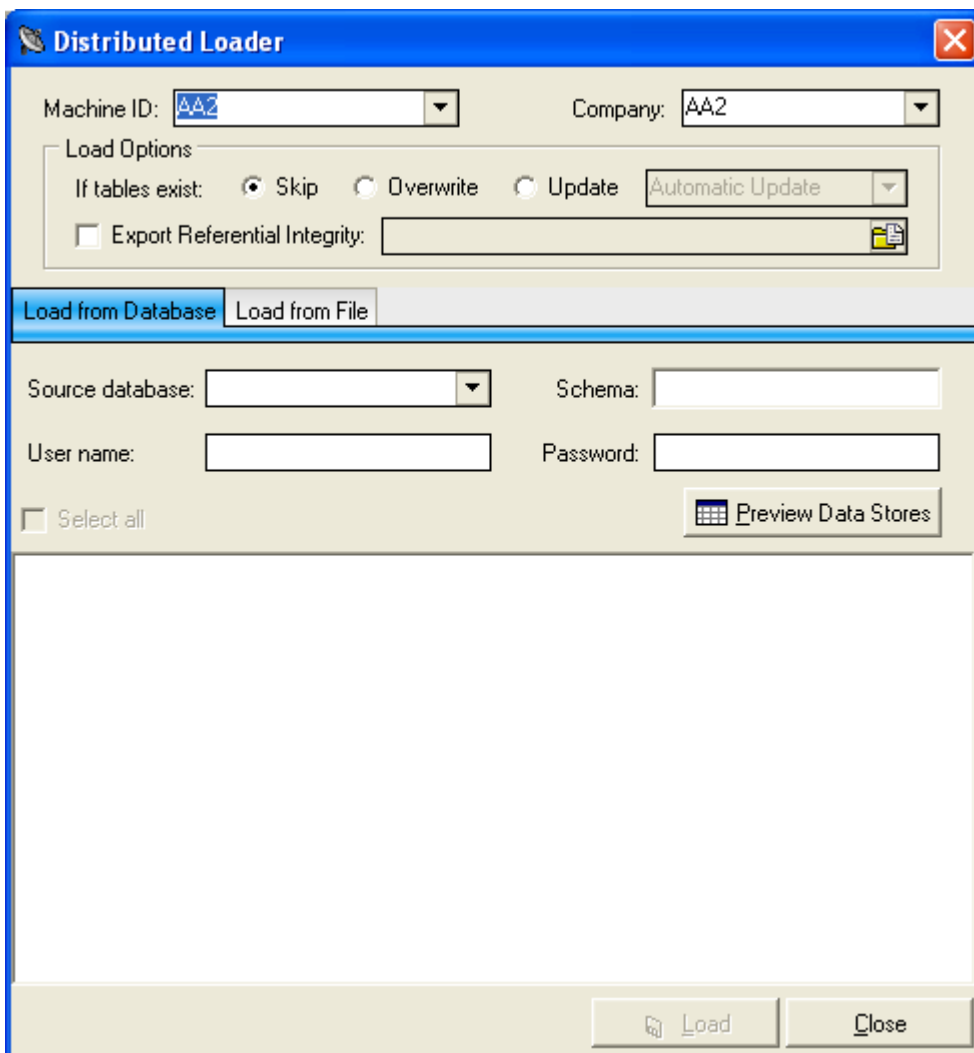 Distributed Loader
Machine ID: AA2 Company: AA2
Load Options
If tables exist: Skip Overwrite Update Automatic Update
Export Referential Integrity:
Load from Database Load from File
Source database: Schema:
User name: Password:
Select all Preview Data Stores
Load Close